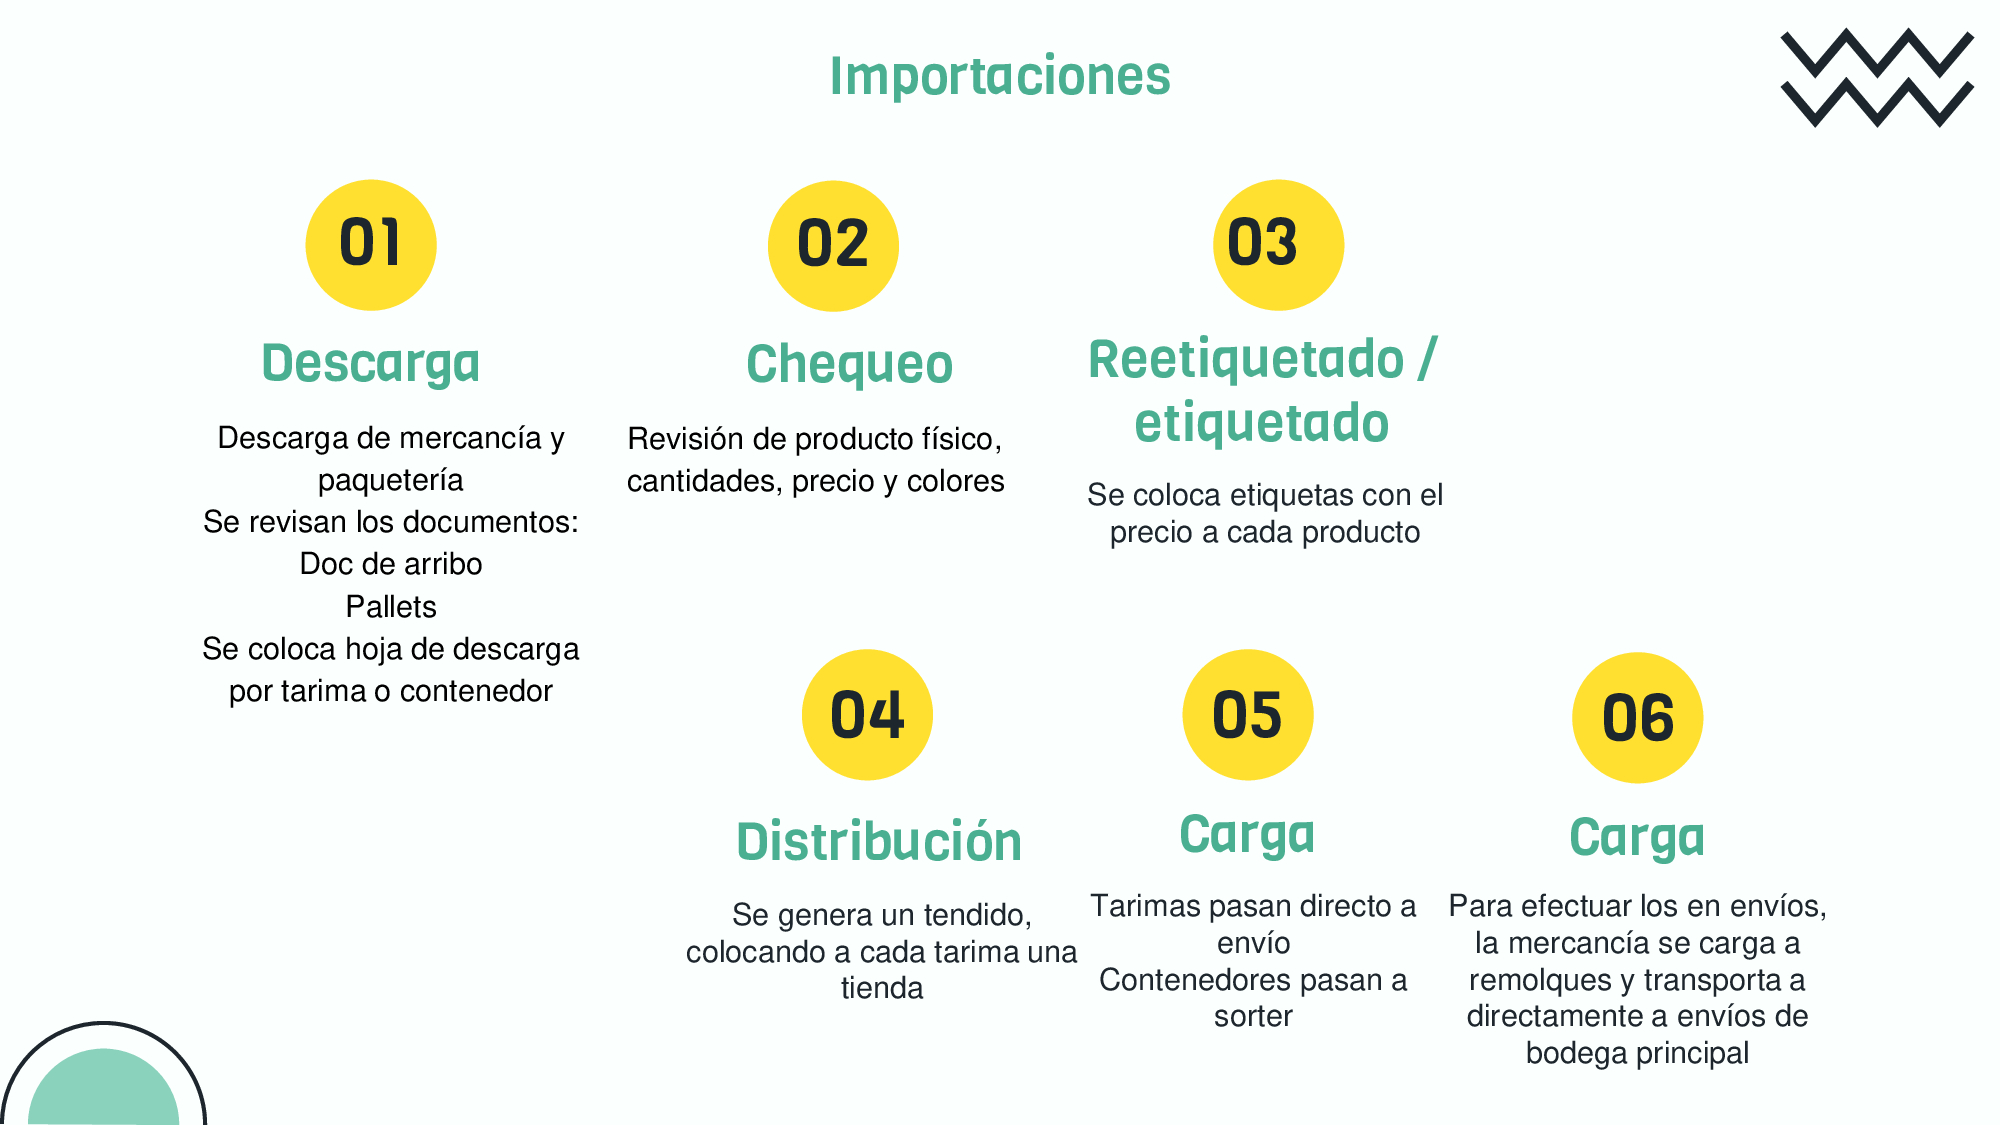 Importaciones
01
Descarga
Descarga de mercancía y
paquetería
Se revisan los documentos:
Doc de arribo
Pallets
Se coloca hoja de descarga
por tarima o contenedor
02
Chequeo
Revisión de producto físico,
cantidades, precio y colores
03
Reetiquetado /
etiquetado
Se coloca etiquetas con el
precio a cada producto
04
Distribución
Se genera un tendido,
colocando a cada tarima una
tienda
05
Carga
Tarimas pasan directo a
envío
Contenedores pasan a
sorter
06
Carga
Para efectuar los en envíos,
la mercancía se carga a
remolques y transporta a
directamente a envíos de
bodega principal